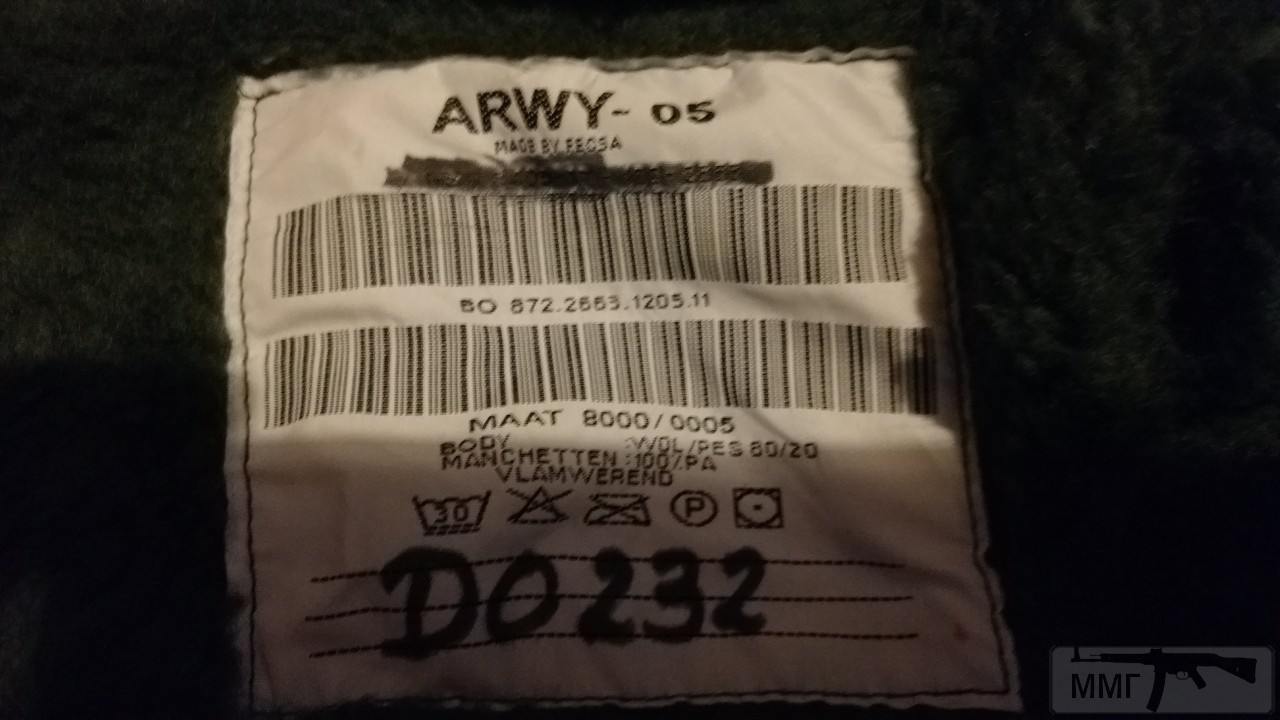 ARWY- 05
MADE BY FECSA
BO 872.2663.1205.11
MAAT 8000/0005
BODY :WOL/PES 80/20
MANCHETTEN :100%PA
VLAMWEREND
30
P
DO232
ММГ